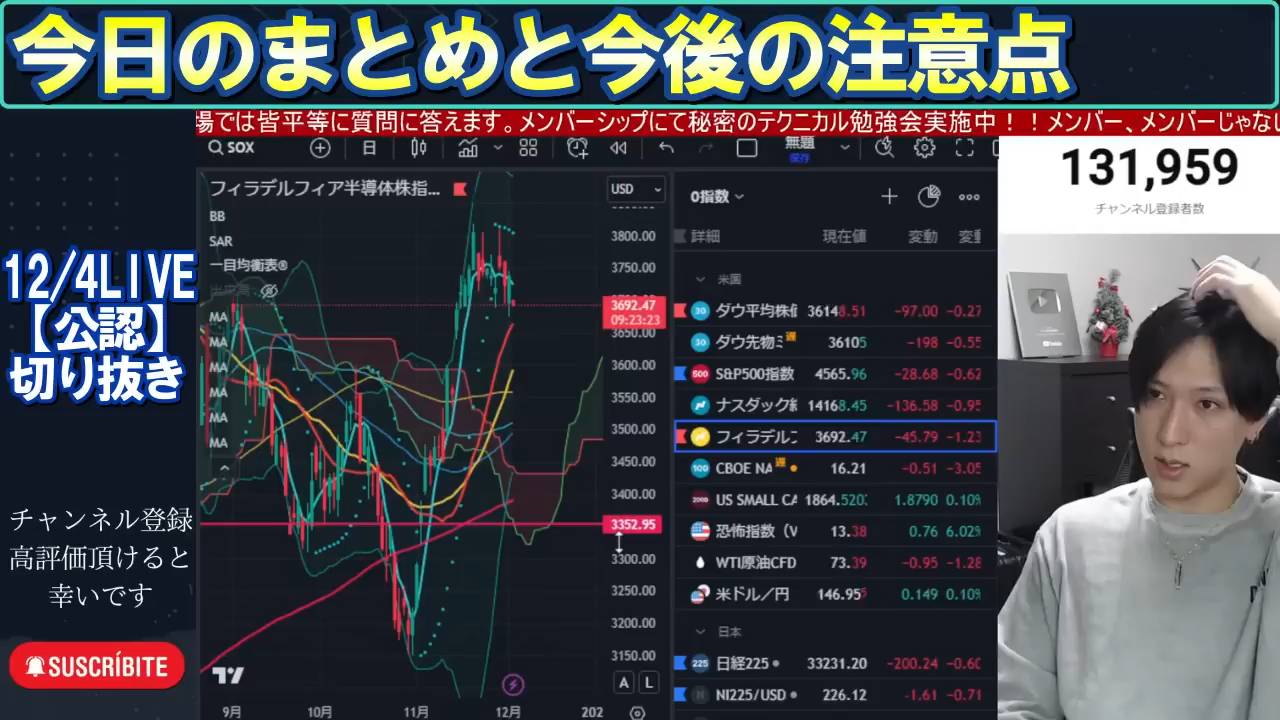 今日のまとめと今後の注意点
場では皆平等に質問に答えます。メンバーシップにて秘密のテクニカル勉強会実施中！！メンバー、メンバーじゃなし
SOX
日
無題
保存
131,959
チャンネル登録者数
フィラデルフィア半導体株指...
USD
BB
SAR
一目均衡表
MA
MA
MA
MA
MA
MA
3800.00
3750.00
3692.47
09:23:23
3650.00
3600.00
3550.00
3500.00
3450.00
3400.00
3352.95
3300.00
3250.00
3200.00
3150.00
A L
9月 10月 11月 12月 202
0指数
詳細 現在値 変動 変動
米国
30 ダウ平均株価 36148.51 -97.00 -0.27
30 ダウ先物ミ 遅 36105 -198 -0.55
500 S&P500指数 4565.96 -28.68 -0.62
ナスダック総 14168.45 -136.58 -0.95
フィラデルフ 3692.47 -45.79 -1.23
100 CBOE NA 遅 16.21 -0.51 -3.05
2000 US SMALL CA 1864.520 1.8790 0.10%
恐怖指数（V 13.38 0.76 6.02%
WTI原油CFD 73.39 -0.95 -1.28
米ドル／円 146.955 0.149 0.10%
日本
225 日経225 33231.20 -200.24 -0.60
N NI225/USD 226.12 -1.61 -0.71
12/4LIVE
【公認】
切り抜き
チャンネル登録
高評価頂けると
幸いです
SUSCRÍBITE